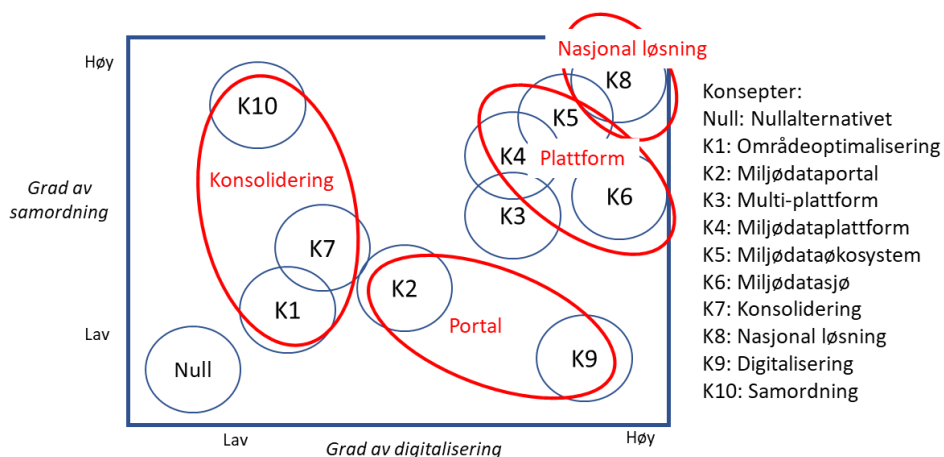 Nasjonal løsning
Høy
K8
K10
K5
K4
Plattform
Konsolidering
Grad av
samordning
K6
K3
K7
K2
K1
Portal
Lav
Null
K9
Lav
Grad av digitalisering
Høy
Konsepter:
Null: Nullalternativet
K1: Områdeoptimalisering
K2: Miljødataportal
K3: Multi-plattform
K4: Miljødataplattform
K5: Miljødataøkosystem
K6: Miljødatasjø
K7: Konsolidering
K8: Nasjonal løsning
K9: Digitalisering
K10: Samordning